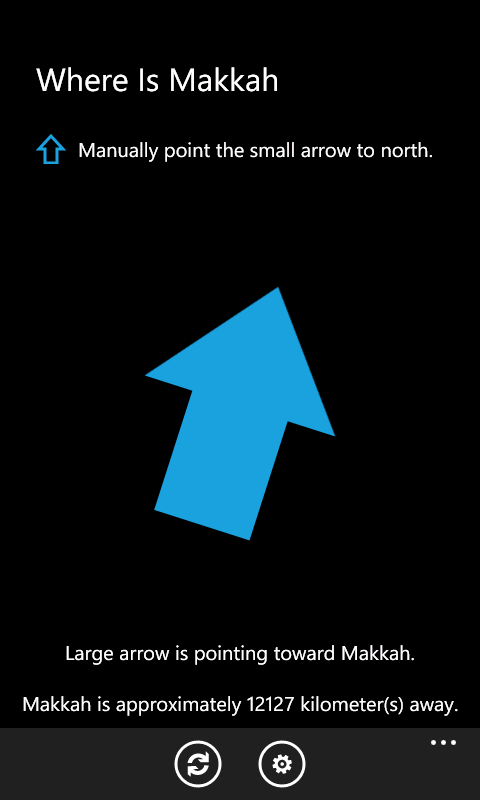 Where Is Makkah
Manually point the small arrow to north.
Large arrow is pointing toward Makkah.
Makkah is approximately 12127 kilometer(s) away.